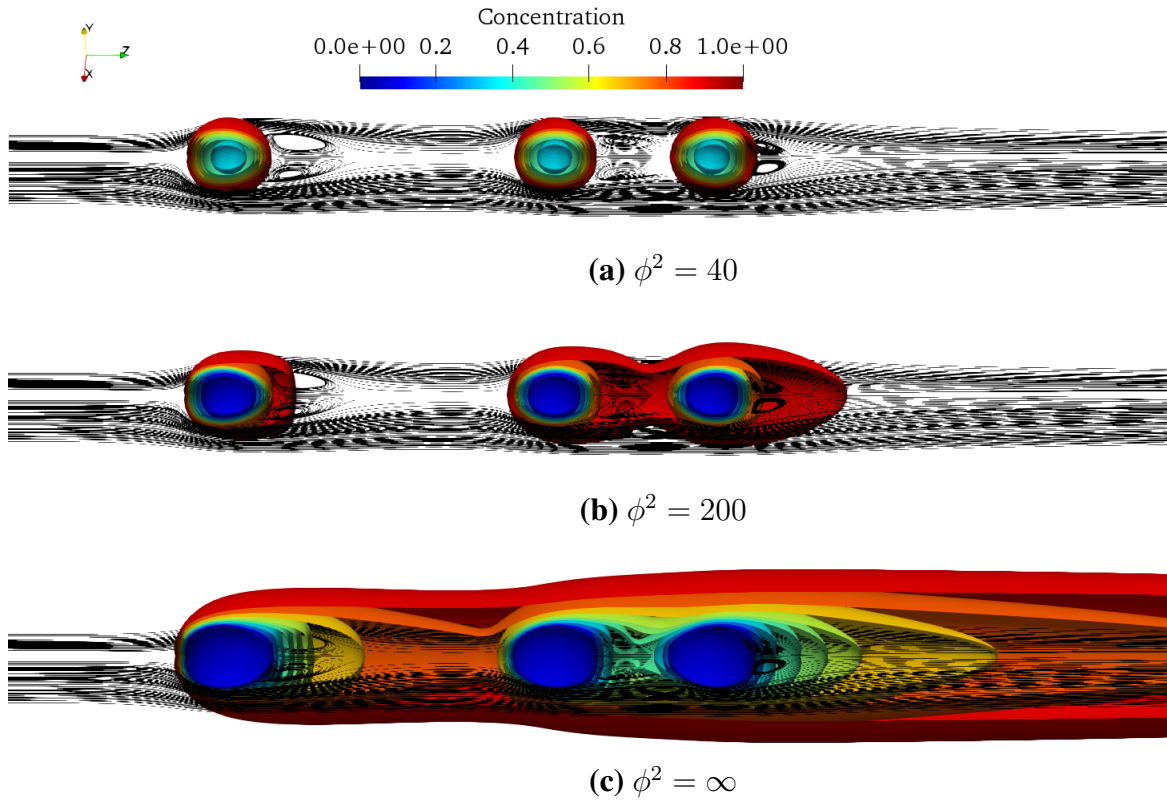 Concentration
0.0e+00 0.2 0.4 0.6 0.8 1.0e+00
Y
Z
X
(a) ϕ² = 40
(b) ϕ² = 200
(c) ϕ² = ∞